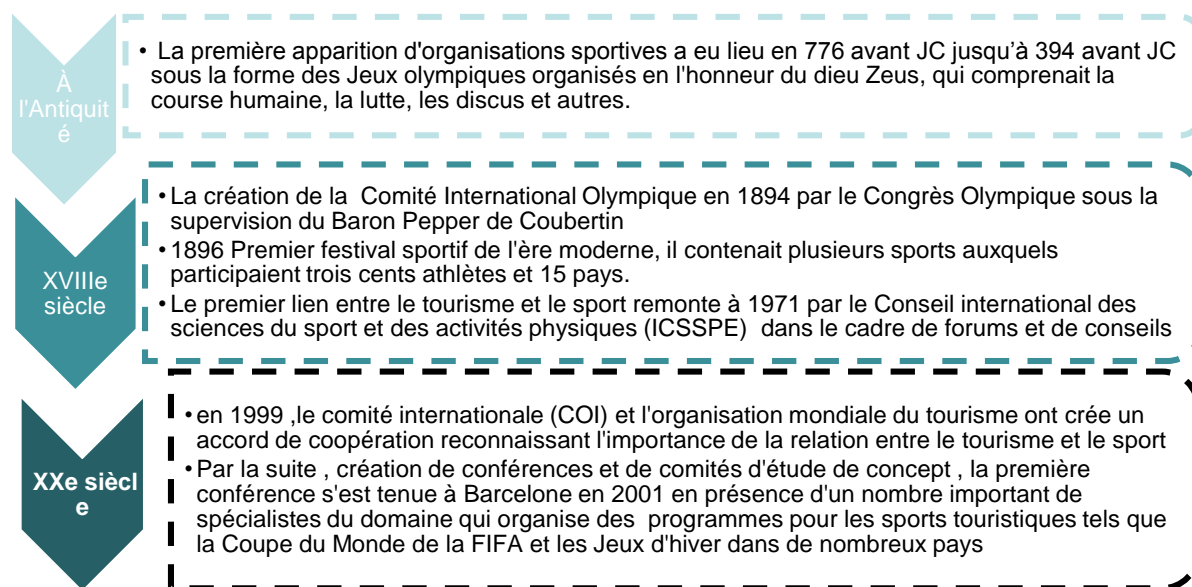 À
l'Antiquit
é
• La première apparition d'organisations sportives a eu lieu en 776 avant JC jusqu'à 394 avant JC
sous la forme des Jeux olympiques organisés en l'honneur du dieu Zeus, qui comprenait la
course humaine, la lutte, les discus et autres.
XVIIIe
siècle
• La création de la Comité International Olympique en 1894 par le Congrès Olympique sous la
supervision du Baron Pepper de Coubertin
• 1896 Premier festival sportif de l'ère moderne, il contenait plusieurs sports auxquels
participaient trois cents athlètes et 15 pays.
• Le premier lien entre le tourisme et le sport remonte à 1971 par le Conseil international des
sciences du sport et des activités physiques (ICSSPE) dans le cadre de forums et de conseils
XXe siècl
e
• en 1999 ,le comité internationale (COI) et l'organisation mondiale du tourisme ont crée un
accord de coopération reconnaissant l'importance de la relation entre le tourisme et le sport
• Par la suite , création de conférences et de comités d'étude de concept , la première
conférence s'est tenue à Barcelone en 2001 en présence d'un nombre important de
spécialistes du domaine qui organise des programmes pour les sports touristiques tels que
la Coupe du Monde de la FIFA et les Jeux d'hiver dans de nombreux pays